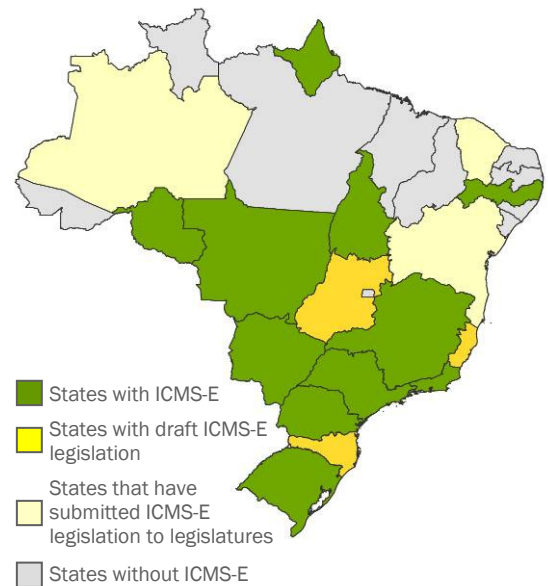 States with ICMS-E
States with draft ICMS-E
legislation
States that have
submitted ICMS-E
legislation to legislatures
States without ICMS-E